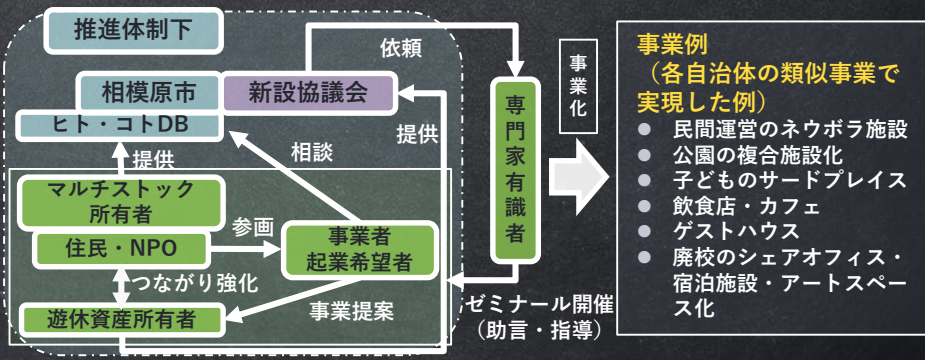 推進体制下
相模原市
新設協議会
ヒト・コトDB
依頼
提供
相談
提供
マルチストック
所有者
住民・NPO
参画
事業者
起業希望者
つながり強化
遊休資産所有者
事業提案
専門家有識者
ゼミナール開催
（助言・指導）
事業化
事業例
（各自治体の類似事業で
実現した例）
● 民間運営のネウボラ施設
● 公園の複合施設化
● 子どものサードプレイス
● 飲食店・カフェ
● ゲストハウス
● 廃校のシェアオフィス・
宿泊施設・アートスペー
ス化